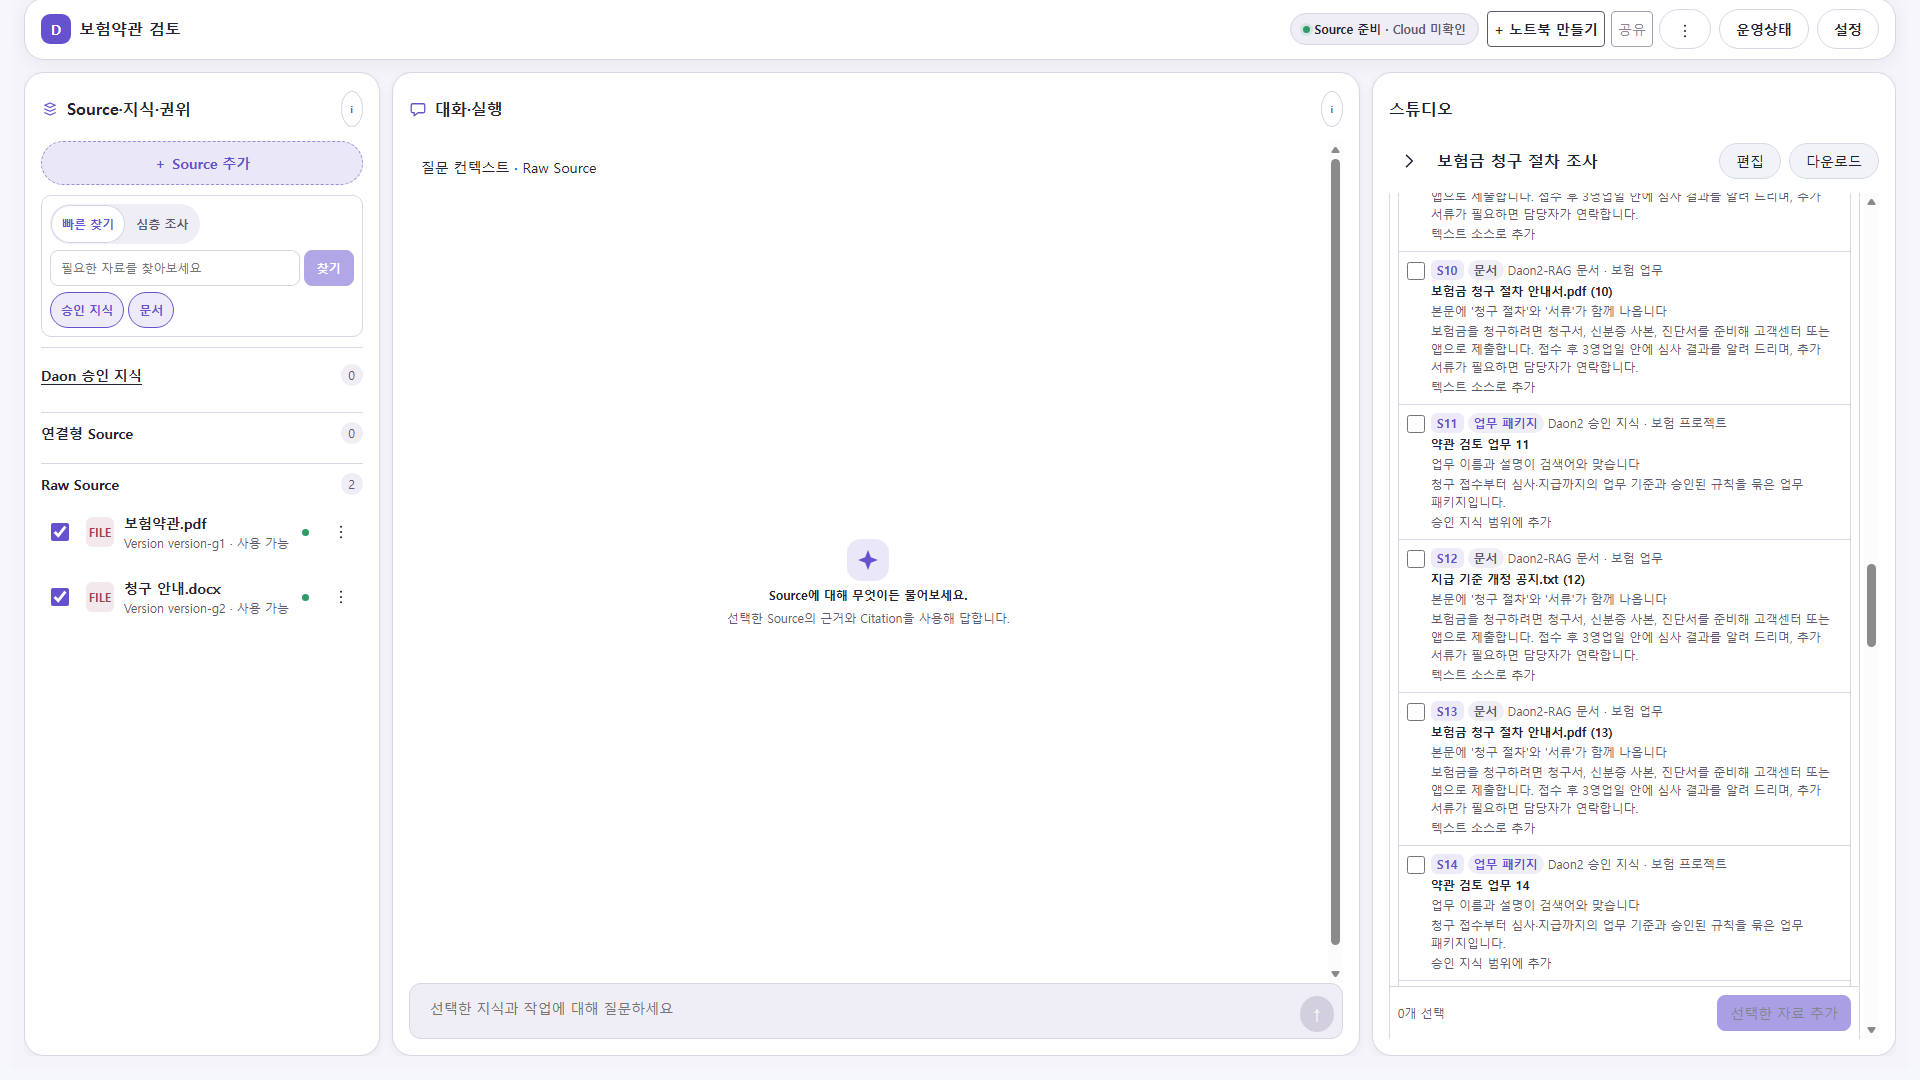 D 보험약관 검토
Source 준비 · Cloud 미확인
+ 노트북 만들기
공유
⋮
운영상태
설정
Source·지식·권위
i
+ Source 추가
빠른 찾기
심층 조사
필요한 자료를 찾아보세요
찾기
승인 지식
문서
Daon 승인 지식
0
연결형 Source
0
Raw Source
2
FILE
보험약관.pdf
Version version-g1 · 사용 가능
⋮
FILE
청구 안내.docx
Version version-g2 · 사용 가능
⋮
대화·실행
i
질문 컨텍스트 · Raw Source
Source에 대해 무엇이든 물어보세요.
선택한 Source의 근거와 Citation을 사용해 답합니다.
선택한 지식과 작업에 대해 질문하세요
↑
스튜디오
보험금 청구 절차 조사
편집
다운로드
앱으로 제출합니다. 접수 후 3영업일 안에 심사 결과를 알려 드리며, 추가
서류가 필요하면 담당자가 연락합니다.
텍스트 소스로 추가
S10 문서 Daon2-RAG 문서 · 보험 업무
보험금 청구 절차 안내서.pdf (10)
본문에 '청구 절차'와 '서류'가 함께 나옵니다
보험금을 청구하려면 청구서, 신분증 사본, 진단서를 준비해 고객센터 또는
앱으로 제출합니다. 접수 후 3영업일 안에 심사 결과를 알려 드리며, 추가
서류가 필요하면 담당자가 연락합니다.
텍스트 소스로 추가
S11 업무 패키지 Daon2 승인 지식 · 보험 프로젝트
약관 검토 업무 11
업무 이름과 설명이 검색어와 맞습니다
청구 접수부터 심사·지급까지의 업무 기준과 승인된 규칙을 묶은 업무
패키지입니다.
승인 지식 범위에 추가
S12 문서 Daon2-RAG 문서 · 보험 업무
지급 기준 개정 공지.txt (12)
본문에 '청구 절차'와 '서류'가 함께 나옵니다
보험금을 청구하려면 청구서, 신분증 사본, 진단서를 준비해 고객센터 또는
앱으로 제출합니다. 접수 후 3영업일 안에 심사 결과를 알려 드리며, 추가
서류가 필요하면 담당자가 연락합니다.
텍스트 소스로 추가
S13 문서 Daon2-RAG 문서 · 보험 업무
보험금 청구 절차 안내서.pdf (13)
본문에 '청구 절차'와 '서류'가 함께 나옵니다
보험금을 청구하려면 청구서, 신분증 사본, 진단서를 준비해 고객센터 또는
앱으로 제출합니다. 접수 후 3영업일 안에 심사 결과를 알려 드리며, 추가
서류가 필요하면 담당자가 연락합니다.
텍스트 소스로 추가
S14 업무 패키지 Daon2 승인 지식 · 보험 프로젝트
약관 검토 업무 14
업무 이름과 설명이 검색어와 맞습니다
청구 접수부터 심사·지급까지의 업무 기준과 승인된 규칙을 묶은 업무
패키지입니다.
승인 지식 범위에 추가
0개 선택
선택한 자료 추가